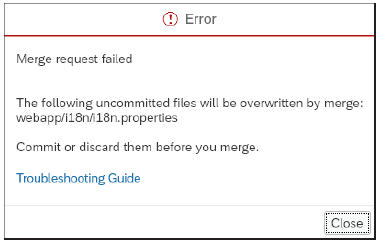 Error
Merge request failed
The following uncommitted files will be overwritten by merge:
webapp/i18n/i18n.properties
Commit or discard them before you merge.
Troubleshooting Guide
Close